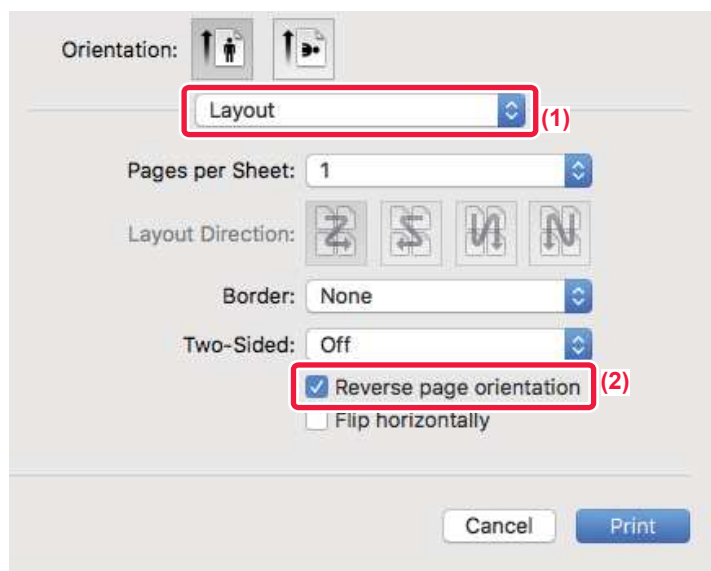 Orientation:
Layout
(1)
Pages per Sheet: 1
Layout Direction:
Border: None
Two-Sided: Off
Reverse page orientation
(2)
Flip horizontally
Cancel Print